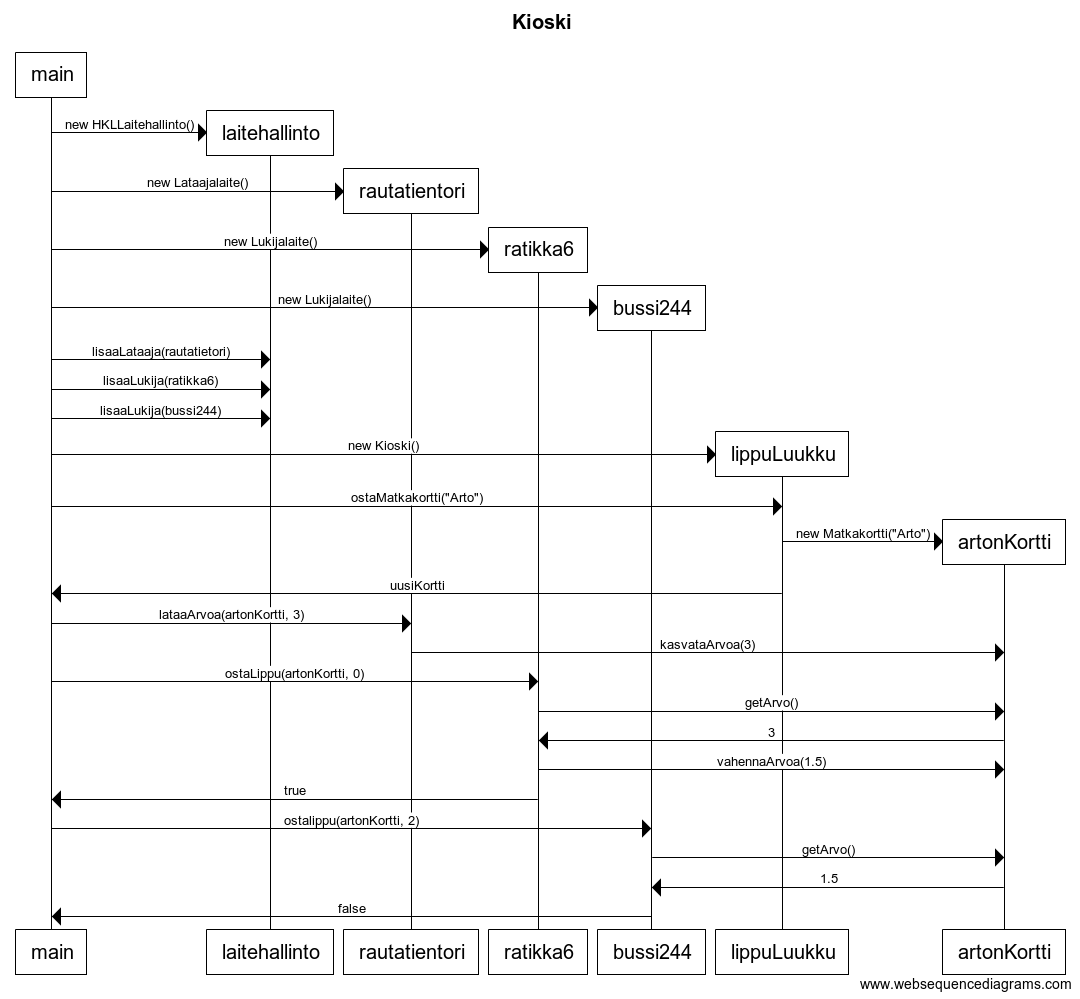 Kioski
main
new HKLLaitehallinto()
laitehallinto
new Lataajalaite()
rautatientori
new Lukijalaite()
ratikka6
new Lukijalaite()
bussi244
lisaaLataaja(rautatietori)
lisaaLukija(ratikka6)
lisaaLukija(bussi244)
new Kioski()
lippuLuukku
ostaMatkakortti("Arto")
new Matkakortti("Arto")
artonKortti
uusiKortti
lataaArvoa(artonKortti, 3)
kasvataArvoa(3)
ostaLippu(artonKortti, 0)
getArvo()
3
vahennaArvoa(1.5)
true
ostalippu(artonKortti, 2)
getArvo()
1.5
false
main
laitehallinto
rautatientori
ratikka6
bussi244
lippuLuukku
artonKortti
www.websequencediagrams.com